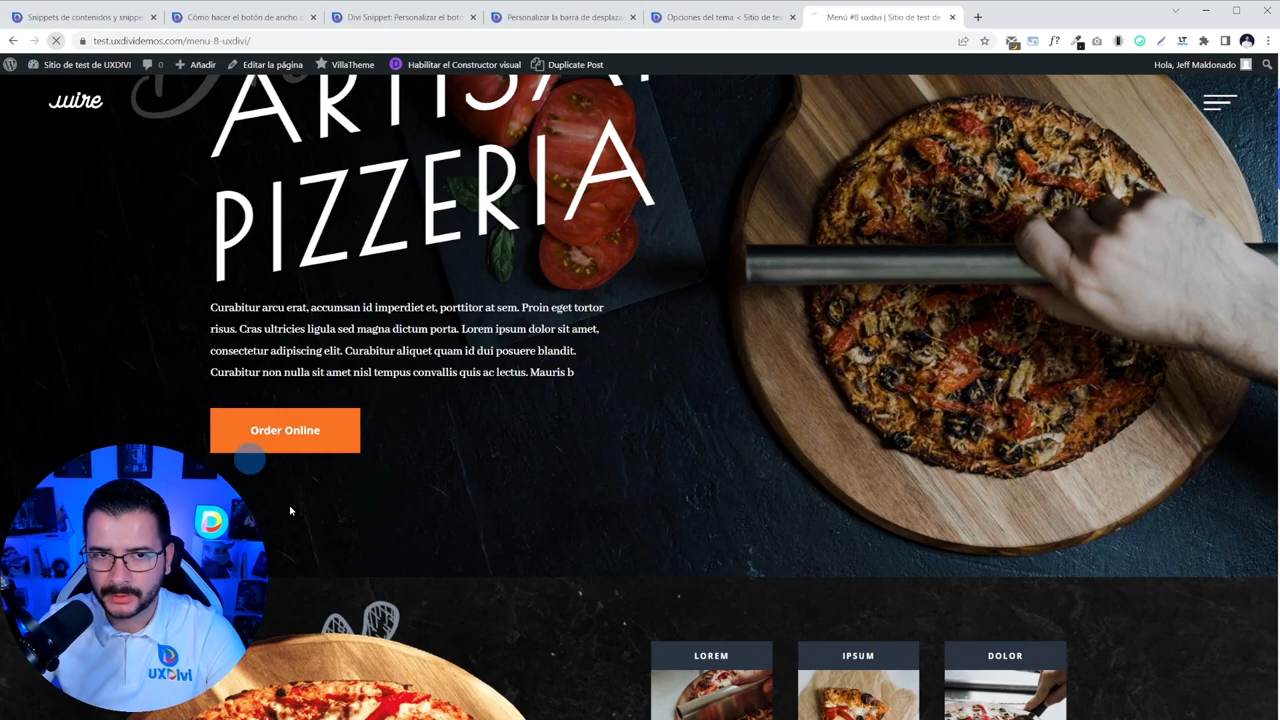 Snippets de contenidos y snippe
Cómo hacer el botón de ancho c
Divi Snippet: Personalizar el bot
Personalizar la barra de desplaza
Opciones del tema < Sitio de tes
Menú #8 uxdivi | Sitio de test de
test.uxdividemos.com/menu-8-uxdivi/
Sitio de test de UXDIVI
0
Añadir
Editar la página
VillaTheme
Habilitar el Constructor visual
Duplicate Post
Hola, Jeff Maldonado
ARTISA
PIZZERIA
Curabitur arcu erat, accumsan id imperdiet et, porttitor at sem. Proin eget tortor
risus. Cras ultricies ligula sed magna dictum porta. Lorem ipsum dolor sit amet,
consectetur adipiscing elit. Curabitur aliquet quam id dui posuere blandit.
Curabitur non nulla sit amet nisl tempus convallis quis ac lectus. Mauris b
Order Online
UXDivi
LOREM
IPSUM
DOLOR